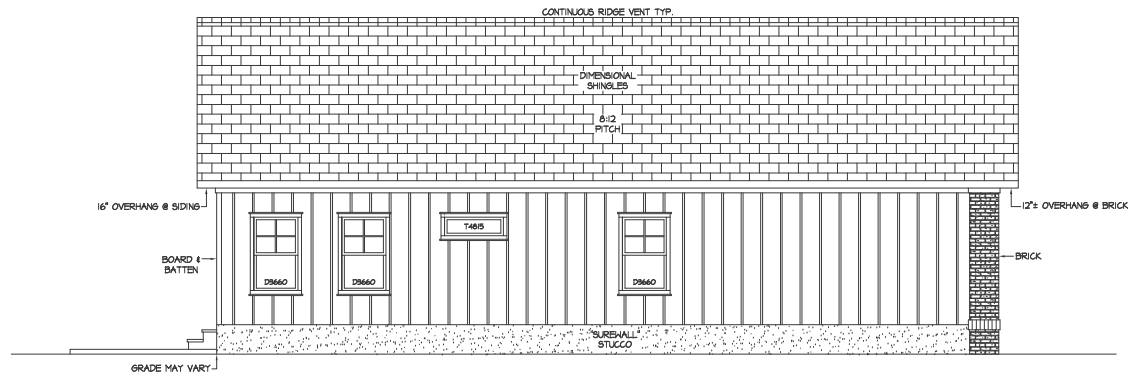 CONTINUOUS RIDGE VENT TYP.
DIMENSIONAL
SHINGLES
8:12
PITCH
16" OVERHANG @ SIDING
12"± OVERHANG @ BRICK
T4815
BOARD &
BATTEN
BRICK
D3660
D3660
D3660
"SUREWALL"
STUCCO
GRADE MAY VARY